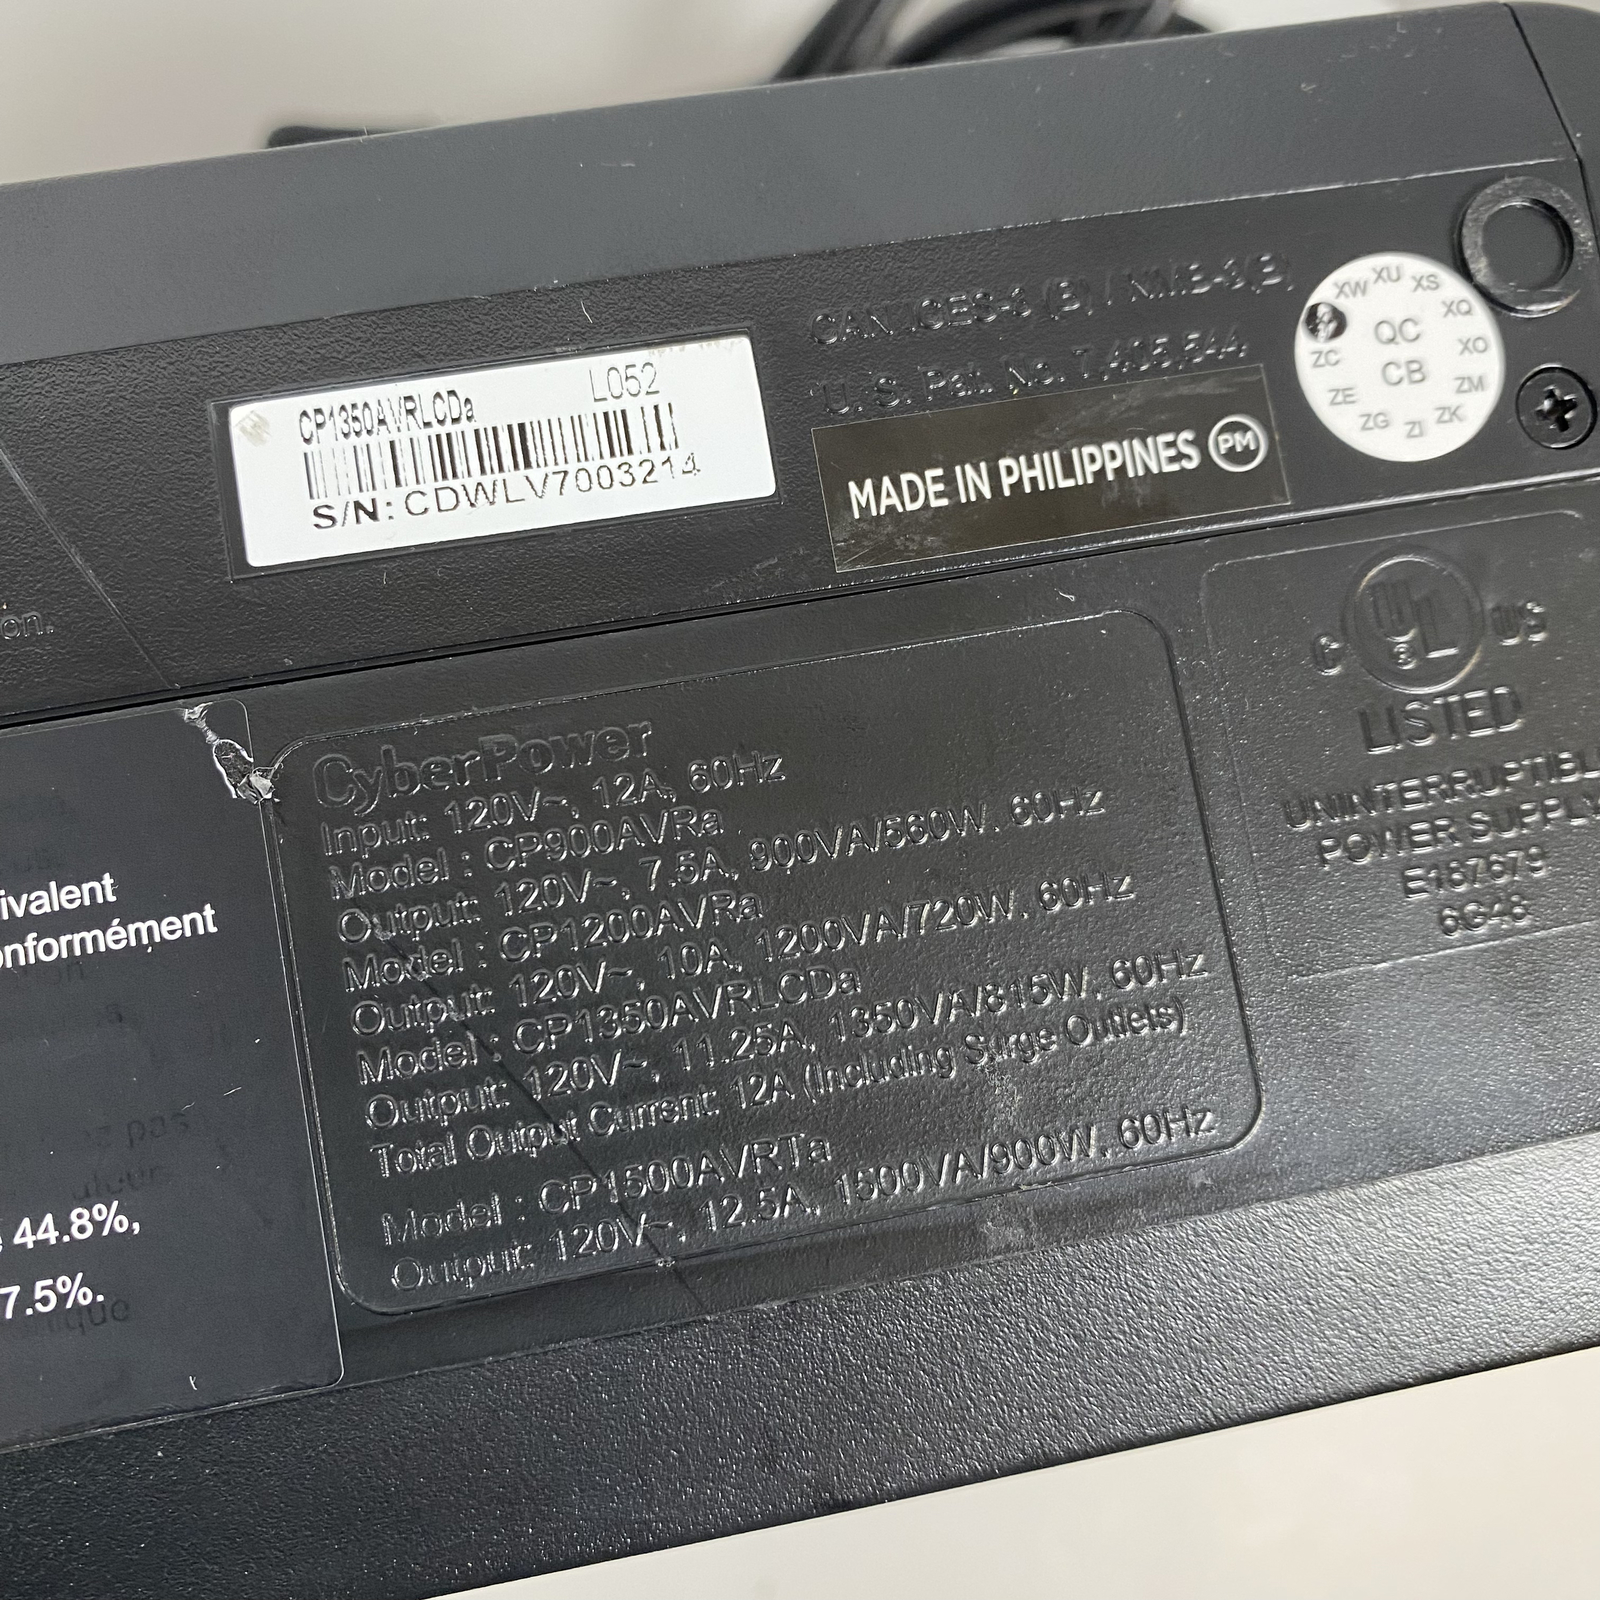 CP1350AVRLCDa L052
S/N: CDWLV7003214
CAN ICES-3 (B) / NMB-3(B)
U. S. Pat. No. 7,405,544
MADE IN PHILIPPINES PM
XW XU XS XQ XO ZM ZK ZI ZG ZE ZC
QC
CB
on.
CyberPower
Input: 120V~, 12A, 60Hz
Model : CP900AVRa
Output: 120V~, 7.5A, 900VA/560W, 60Hz
Model : CP1200AVRa
Output: 120V~, 10A, 1200VA/720W, 60Hz
Model : CP1350AVRLCDa
Output: 120V~, 11.25A, 1350VA/815W, 60Hz
Total Output Current: 12A (Including Surge Outlets)
Model : CP1500AVRTa
Output: 120V~, 12.5A, 1500VA/900W, 60Hz
C UL ® US
LISTED
UNINTERRUPTIBL
POWER SUPPLY
E187679
6G48
ivalent
onformément
pas
44.8%,
7.5%.
ique